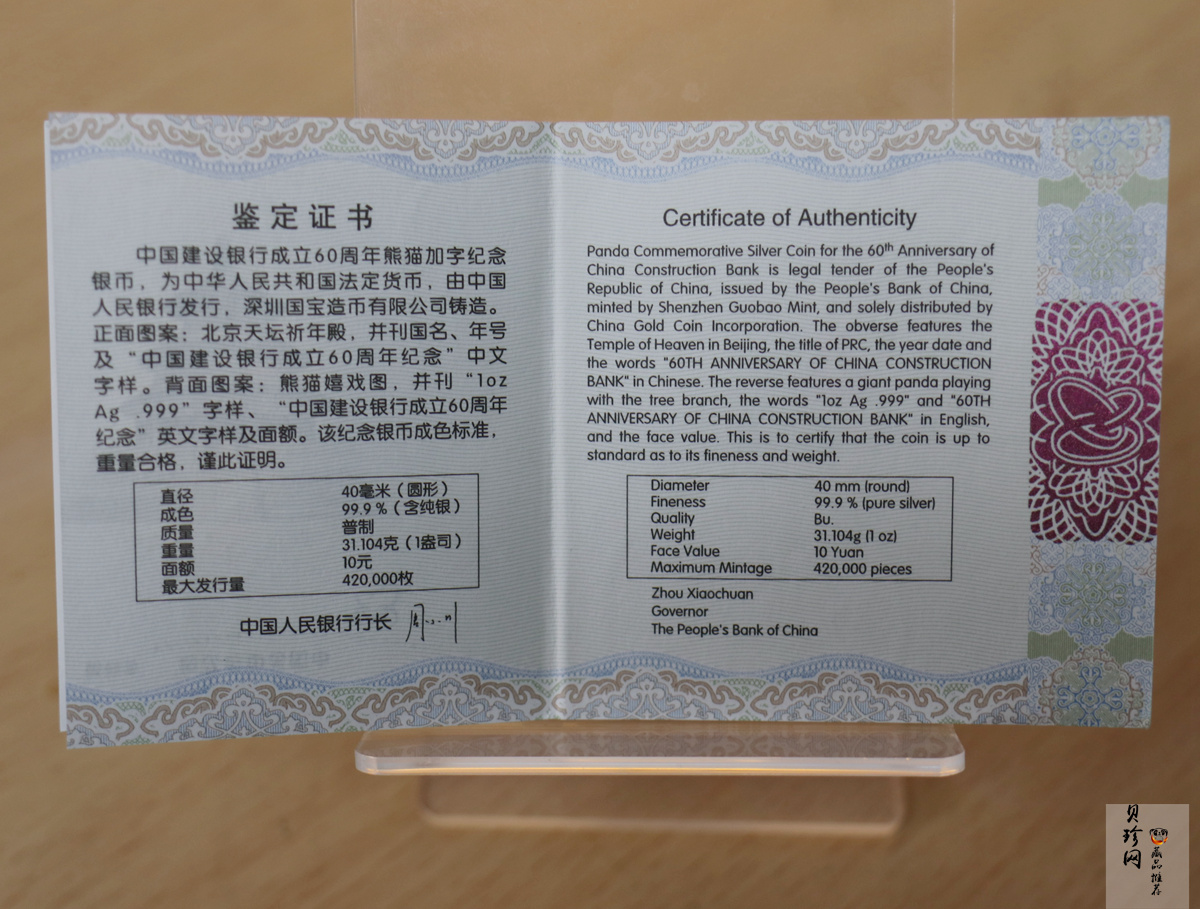 鉴定证书
中国建设银行成立60周年熊猫加字纪念
银币，为中华人民共和国法定货币，由中国
人民银行发行，深圳国宝造币有限公司铸造。
正面图案：北京天坛祈年殿，并刊国名、年号
及“中国建设银行成立60周年纪念”中文
字样。背面图案：熊猫嬉戏图，并刊“1oz
Ag .999”字样、“中国建设银行成立60周年
纪念”英文字样及面额。该纪念银币成色标准，
重量合格，谨此证明。
直径 40毫米（圆形）
成色 99.9％（含纯银）
质量 普制
重量 31.104克（1盎司）
面额 10元
最大发行量 420,000枚
中国人民银行行长
Certificate of Authenticity
Panda Commemorative Silver Coin for the 60th Anniversary of
China Construction Bank is legal tender of the People's
Republic of China, issued by the People's Bank of China,
minted by Shenzhen Guobao Mint, and solely distributed by
China Gold Coin Incorporation. The obverse features the
Temple of Heaven in Beijing, the title of PRC, the year date and
the words "60TH ANNIVERSARY OF CHINA CONSTRUCTION
BANK" in Chinese. The reverse features a giant panda playing
with the tree branch, the words "1oz Ag .999" and "60TH
ANNIVERSARY OF CHINA CONSTRUCTION BANK" in English,
and the face value. This is to certify that the coin is up to
standard as to its fineness and weight.
Diameter 40 mm (round)
Fineness 99.9 % (pure silver)
Quality Bu.
Weight 31.104g (1 oz)
Face Value 10 Yuan
Maximum Mintage 420,000 pieces
Zhou Xiaochuan
Governor
The People's Bank of China
贝珍网
藏品推荐